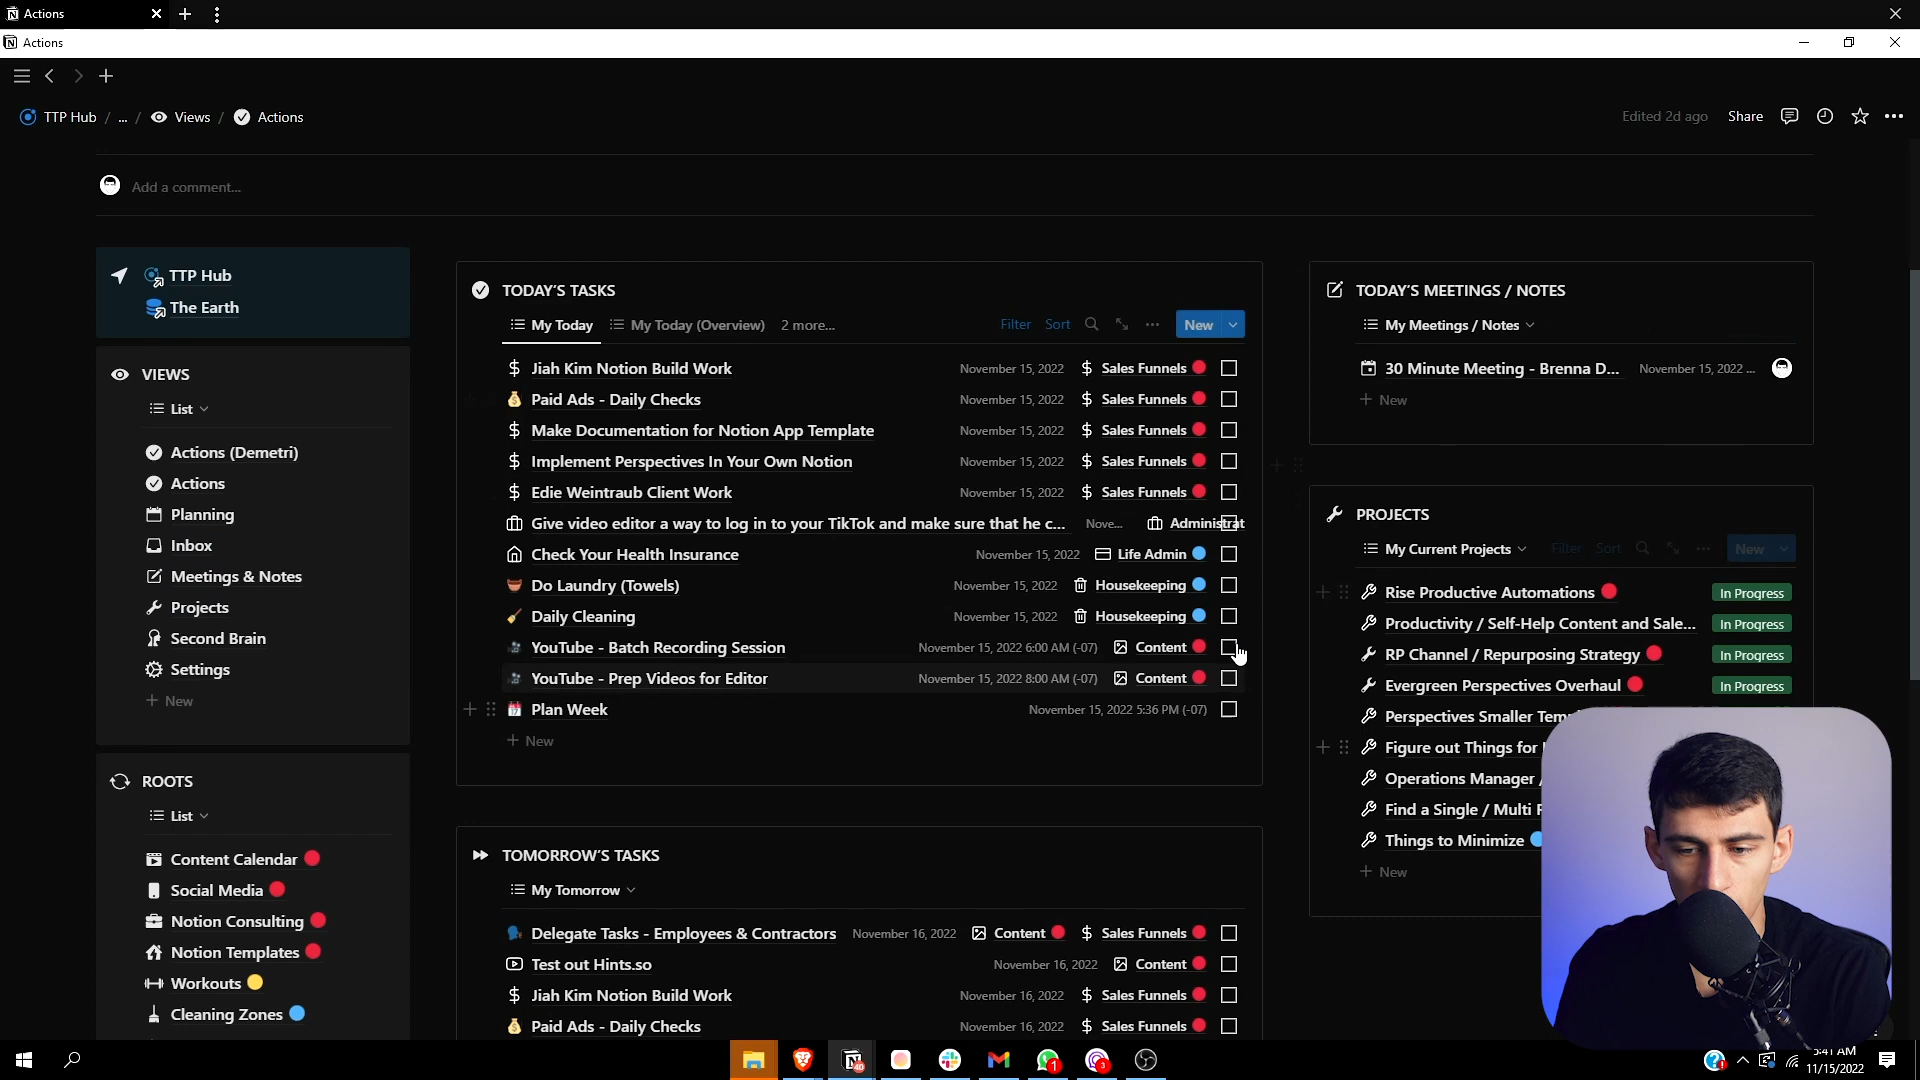 Actions
Actions
TTP Hub / ... / Views / Actions
Edited 2d ago Share
Add a comment...
TTP Hub
The Earth
VIEWS
List
Actions (Demetri)
Actions
Planning
Inbox
Meetings & Notes
Projects
Second Brain
Settings
+ New
ROOTS
List
Content Calendar
Social Media
Notion Consulting
Notion Templates
Workouts
Cleaning Zones
TODAY'S TASKS
My Today My Today (Overview) 2 more... Filter Sort New
Jiah Kim Notion Build Work November 15, 2022 Sales Funnels
Paid Ads - Daily Checks November 15, 2022 Sales Funnels
Make Documentation for Notion App Template November 15, 2022 Sales Funnels
Implement Perspectives In Your Own Notion November 15, 2022 Sales Funnels
Edie Weintraub Client Work November 15, 2022 Sales Funnels
Give video editor a way to log in to your TikTok and make sure that he c... Nove... Administrat
Check Your Health Insurance November 15, 2022 Life Admin
Do Laundry (Towels) November 15, 2022 Housekeeping
Daily Cleaning November 15, 2022 Housekeeping
YouTube - Batch Recording Session November 15, 2022 6:00 AM (-07) Content
YouTube - Prep Videos for Editor November 15, 2022 8:00 AM (-07) Content
Plan Week November 15, 2022 5:36 PM (-07)
+ New
TOMORROW'S TASKS
My Tomorrow
Delegate Tasks - Employees & Contractors November 16, 2022 Content Sales Funnels
Test out Hints.so November 16, 2022 Content
Jiah Kim Notion Build Work November 16, 2022 Sales Funnels
Paid Ads - Daily Checks November 16, 2022 Sales Funnels
TODAY'S MEETINGS / NOTES
My Meetings / Notes
30 Minute Meeting - Brenna D... November 15, 2022 ...
+ New
PROJECTS
My Current Projects Filter Sort New
Rise Productive Automations In Progress
Productivity / Self-Help Content and Sale... In Progress
RP Channel / Repurposing Strategy In Progress
Evergreen Perspectives Overhaul In Progress
Perspectives Smaller
Figure out Things for
Operations Manager
Find a Single / Multi
Things to Minimize
+ New
40
1
3
5:41 AM
11/15/2022